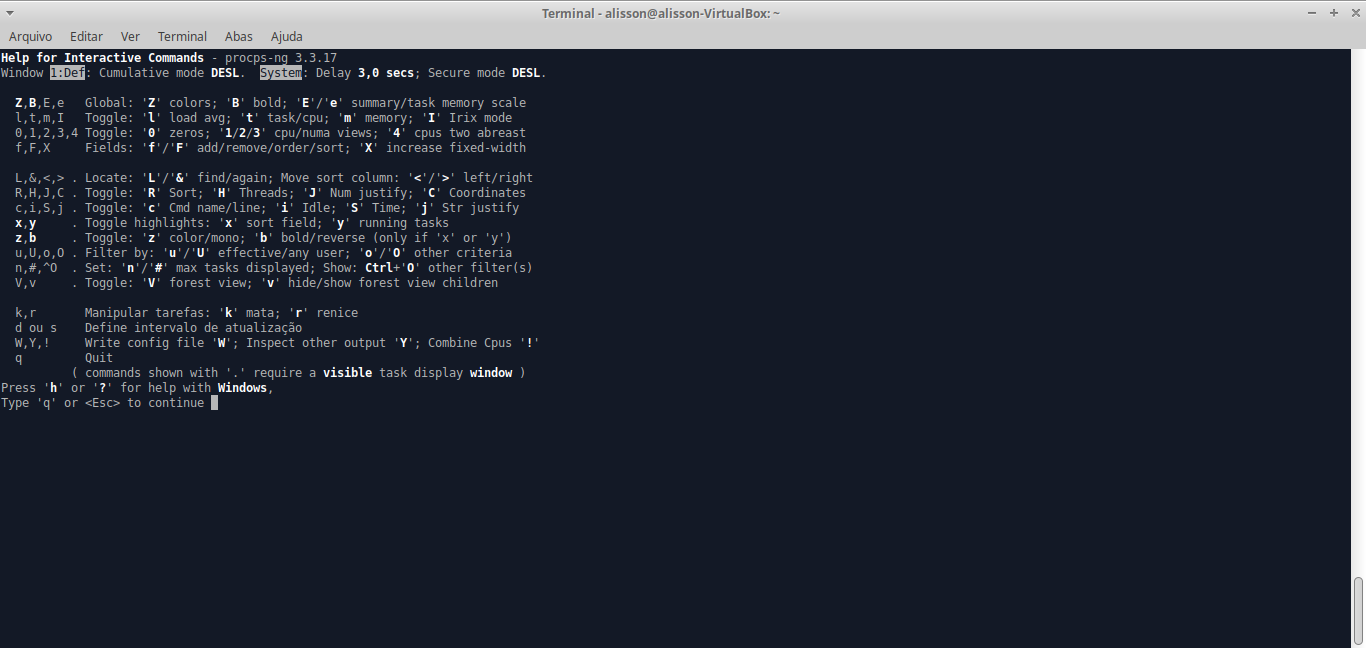 Terminal - alisson@alisson-VirtualBox: ~
Arquivo Editar Ver Terminal Abas Ajuda
Help for Interactive Commands - procps-ng 3.3.17
Window 1:Def: Cumulative mode DESL.  System: Delay 3,0 secs; Secure mode DESL.

  Z,B,E,e   Global: 'Z' colors; 'B' bold; 'E'/'e' summary/task memory scale
  l,t,m,I   Toggle: 'l' load avg; 't' task/cpu; 'm' memory; 'I' Irix mode
  0,1,2,3,4 Toggle: '0' zeros; '1/2/3' cpu/numa views; '4' cpus two abreast
  f,F,X     Fields: 'f'/'F' add/remove/order/sort; 'X' increase fixed-width

  L,&,<,> . Locate: 'L'/'&' find/again; Move sort column: '<'/'>' left/right
  R,H,J,C . Toggle: 'R' Sort; 'H' Threads; 'J' Num justify; 'C' Coordinates
  c,i,S,j . Toggle: 'c' Cmd name/line; 'i' Idle; 'S' Time; 'j' Str justify
  x,y     . Toggle highlights: 'x' sort field; 'y' running tasks
  z,b     . Toggle: 'z' color/mono; 'b' bold/reverse (only if 'x' or 'y')
  u,U,o,O . Filter by: 'u'/'U' effective/any user; 'o'/'O' other criteria
  n,#,^O  . Set: 'n'/'#' max tasks displayed; Show: Ctrl+'O' other filter(s)
  V,v     . Toggle: 'V' forest view; 'v' hide/show forest view children

  k,r       Manipular tarefas: 'k' mata; 'r' renice
  d ou s    Define intervalo de atualização
  W,Y,!     Write config file 'W'; Inspect other output 'Y'; Combine Cpus '!'
  q         Quit
          ( commands shown with '.' require a visible task display window )
Press 'h' or '?' for help with Windows,
Type 'q' or <Esc> to continue